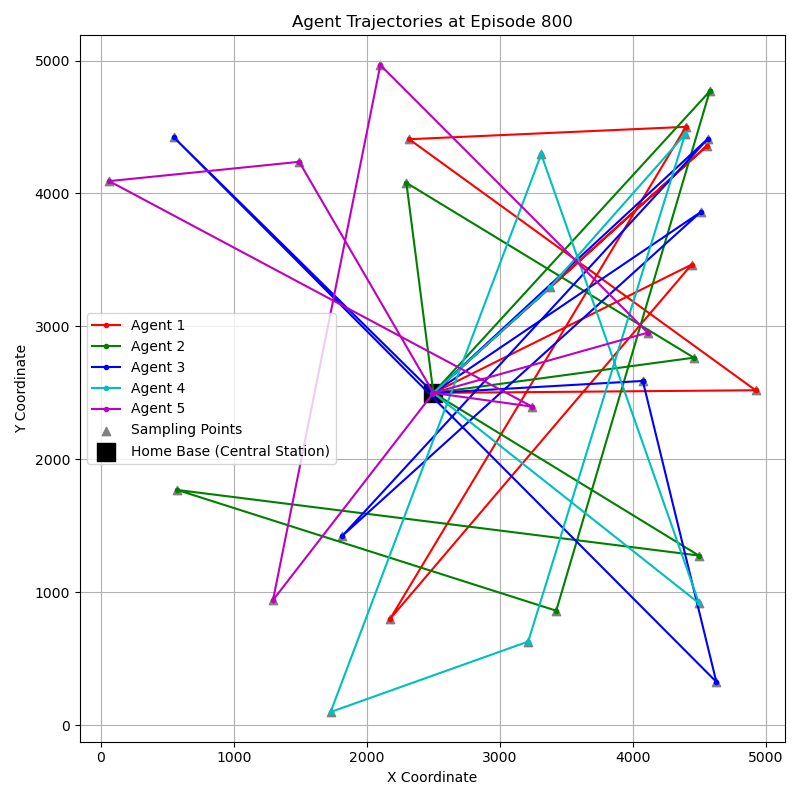 Agent Trajectories at Episode 800
5000
4000
3000
2000
1000
0
Y Coordinate
Agent 1
Agent 2
Agent 3
Agent 4
Agent 5
Sampling Points
Home Base (Central Station)
0 1000 2000 3000 4000 5000
X Coordinate